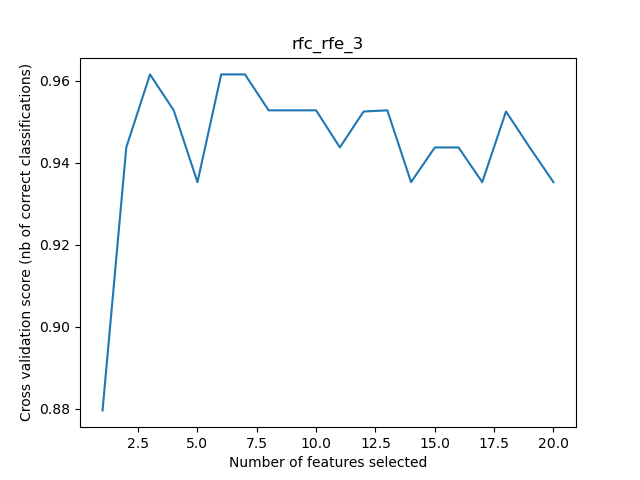 rfc_rfe_3
Cross validation score (nb of correct classifications)
0.96
0.94
0.92
0.90
0.88
2.5 5.0 7.5 10.0 12.5 15.0 17.5 20.0
Number of features selected